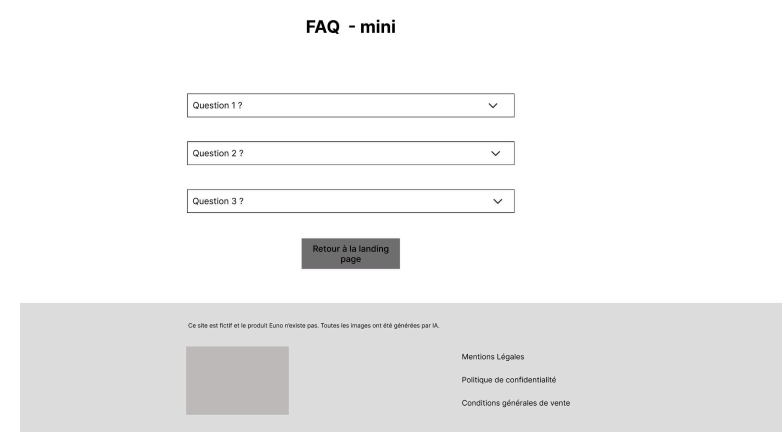 FAQ - mini
Question 1 ?
Question 2 ?
Question 3 ?
Retour à la landing
page
Ce site est fictif et le produit Euno n'existe pas. Toutes les images ont été générées par IA.
Mentions Légales
Politique de confidentialité
Conditions générales de vente